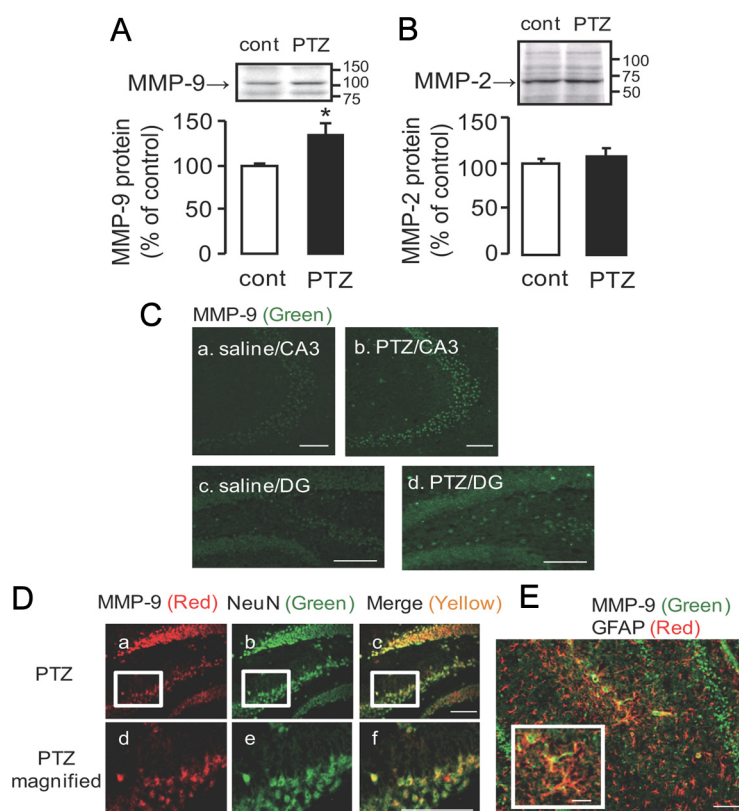 A
cont PTZ
MMP-9→
150
100
75
*
MMP-9 protein
(% of control)
150
100
50
0
cont PTZ
B
cont PTZ
MMP-2→
100
75
50
MMP-2 protein
(% of control)
150
100
50
0
cont PTZ
C
MMP-9 (Green)
a. saline/CA3
b. PTZ/CA3
c. saline/DG
d. PTZ/DG
D
MMP-9 (Red) NeuN (Green) Merge (Yellow)
PTZ
a b c
PTZ
magnified
d e f
E
MMP-9 (Green)
GFAP (Red)